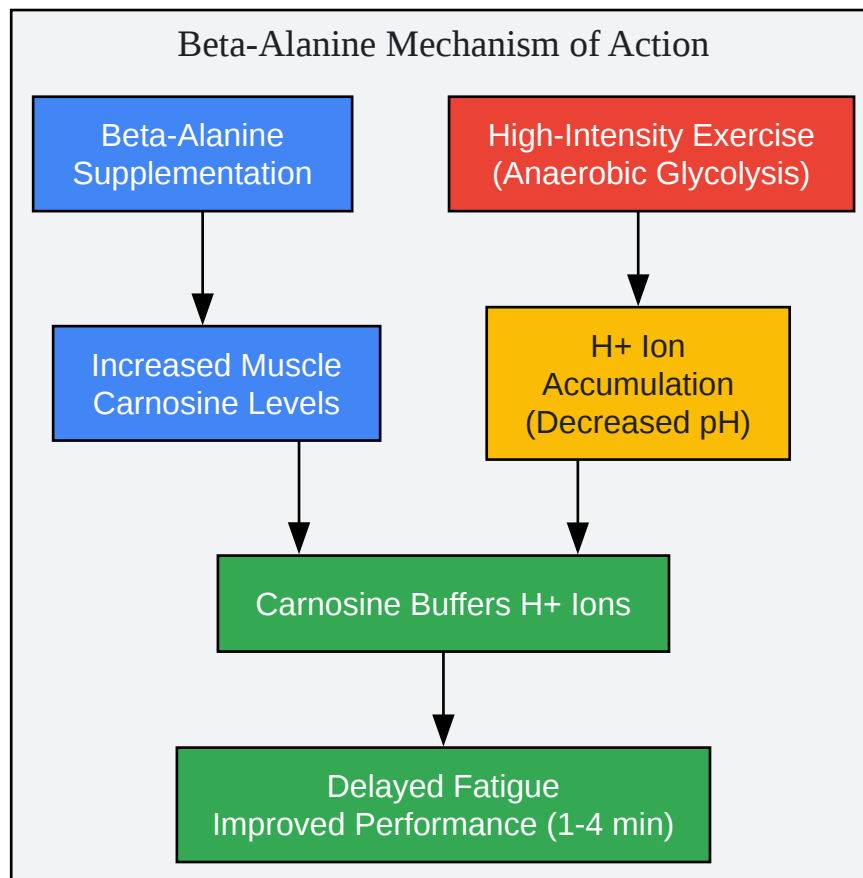 Beta-Alanine Mechanism of Action
Beta-Alanine
Supplementation
High-Intensity Exercise
(Anaerobic Glycolysis)
Increased Muscle
Carnosine Levels
H+ Ion
Accumulation
(Decreased pH)
Carnosine Buffers H+ Ions
Delayed Fatigue
Improved Performance (1-4 min)